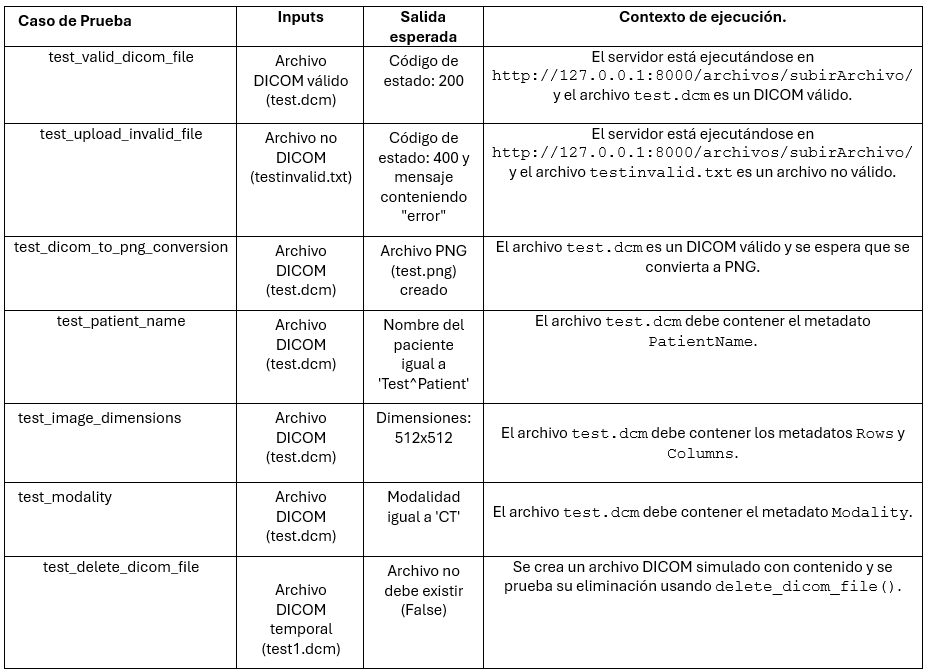 Caso de Prueba
Inputs
Salida
esperada
Contexto de ejecución.
test_valid_dicom_file
Archivo
DICOM válido
(test.dcm)
Código de
estado: 200
El servidor está ejecutándose en
http://127.0.0.1:8000/archivos/subirArchivo/
y el archivo test.dcm es un DICOM válido.
test_upload_invalid_file
Archivo no
DICOM
(testinvalid.txt)
Código de
estado: 400 y
mensaje
conteniendo
"error"
El servidor está ejecutándose en
http://127.0.0.1:8000/archivos/subirArchivo/
y el archivo testinvalid.txt es un archivo no válido.
test_dicom_to_png_conversion
Archivo
DICOM
(test.dcm)
Archivo PNG
(test.png)
creado
El archivo test.dcm es un DICOM válido y se espera que se
convierta a PNG.
test_patient_name
Archivo
DICOM
(test.dcm)
Nombre del
paciente
igual a
'Test^Patient'
El archivo test.dcm debe contener el metadato
PatientName.
test_image_dimensions
Archivo
DICOM
(test.dcm)
Dimensiones:
512x512
El archivo test.dcm debe contener los metadatos Rows y
Columns.
test_modality
Archivo
DICOM
(test.dcm)
Modalidad
igual a 'CT'
El archivo test.dcm debe contener el metadato Modality.
test_delete_dicom_file
Archivo
DICOM
temporal
(test1.dcm)
Archivo no
debe existir
(False)
Se crea un archivo DICOM simulado con contenido y se
prueba su eliminación usando delete_dicom_file().